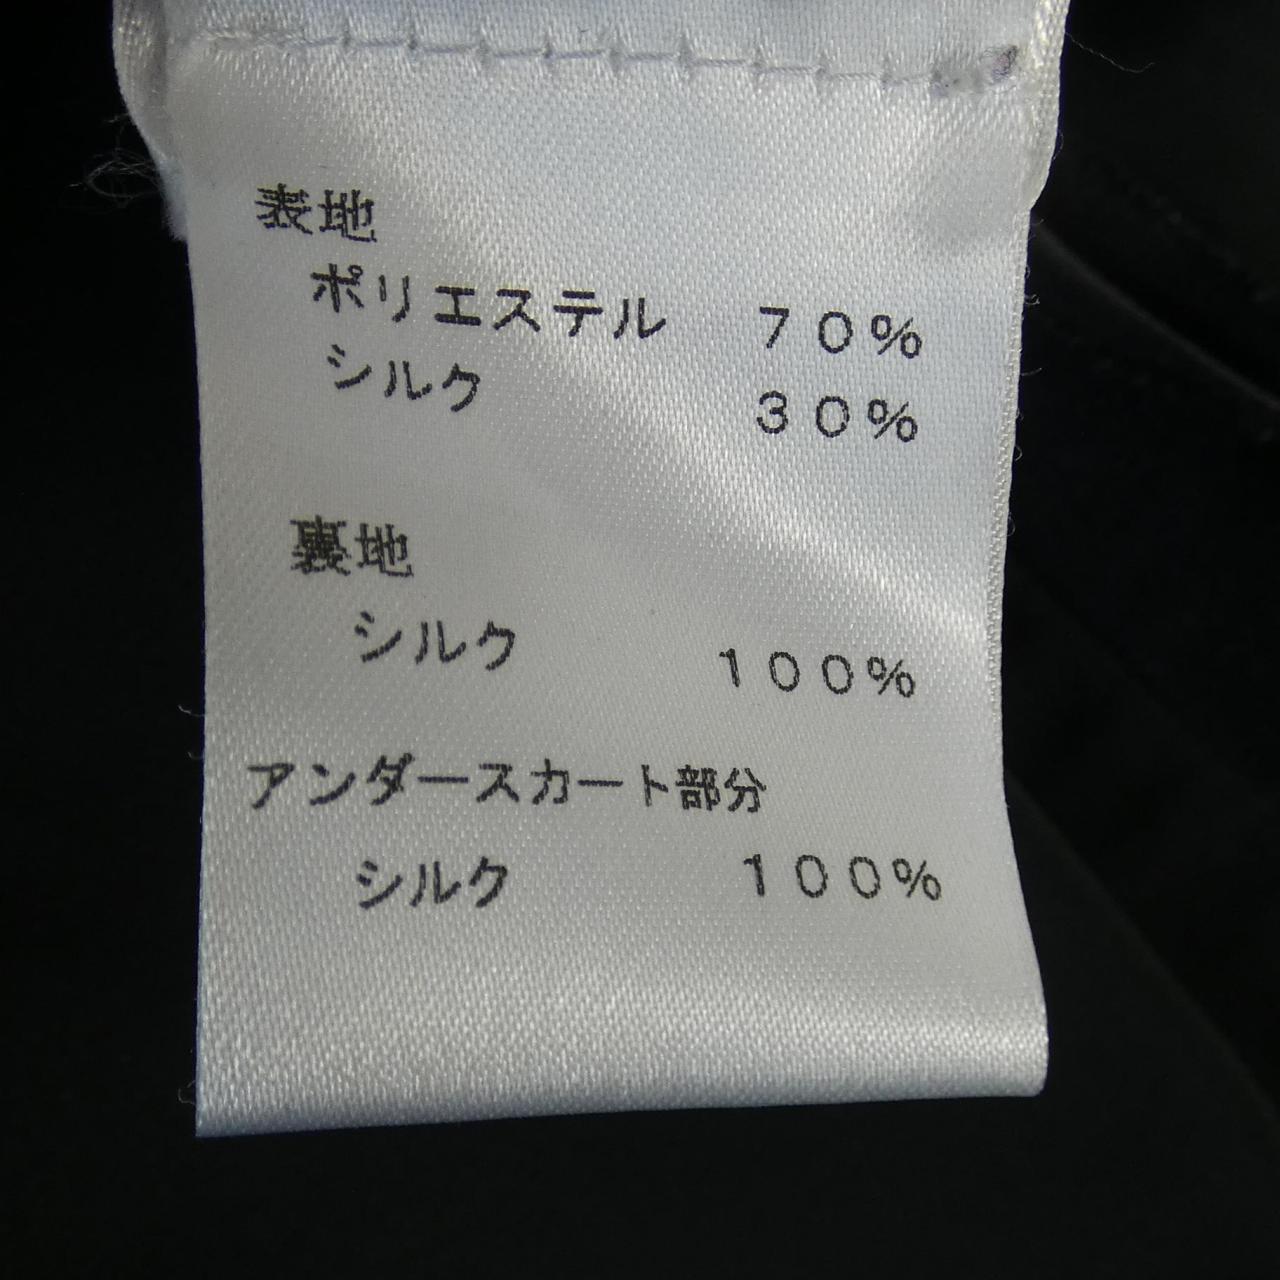 表地
ポリエステル 70%
シルク 30%
裏地
シルク 100%
アンダースカート部分
シルク 100%